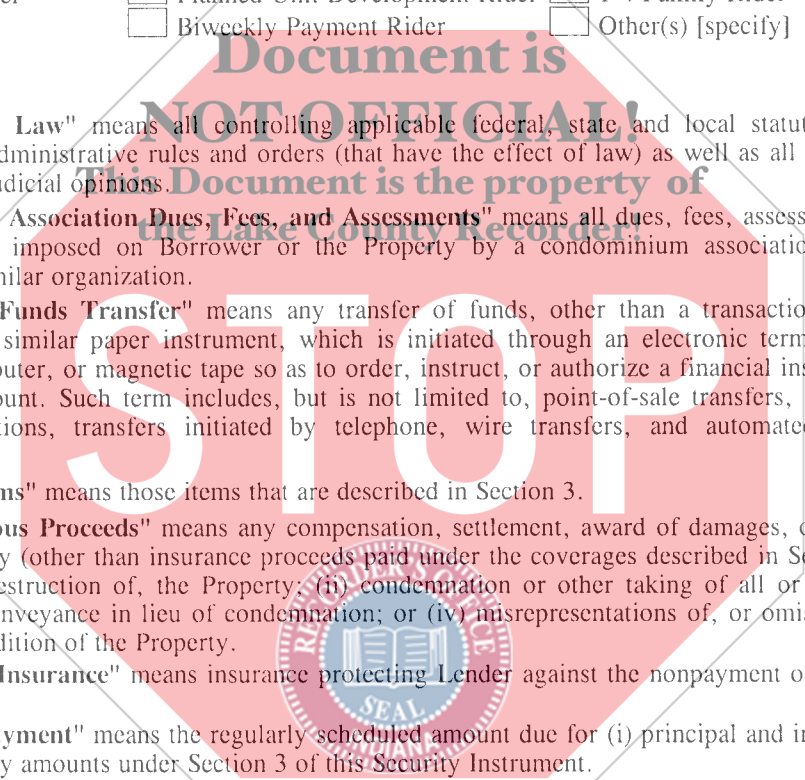 Planned Unit Development Rider
Biweekly Payment Rider Other(s) [specify]
Document is
NOT OFFICIAL!
This Document is the property of
the Lake County Recorder!
Law" means all controlling applicable federal, state and local statut
dministrative rules and orders (that have the effect of law) as well as all
udicial opinions.
Association Dues, Fees, and Assessments" means all dues, fees, assess
imposed on Borrower or the Property by a condominium associatio
milar organization.
Funds Transfer" means any transfer of funds, other than a transactio
similar paper instrument, which is initiated through an electronic term
puter, or magnetic tape so as to order, instruct, or authorize a financial ins
ount. Such term includes, but is not limited to, point-of-sale transfers,
tions, transfers initiated by telephone, wire transfers, and automated
STOP
ms" means those items that are described in Section 3.
ous Proceeds" means any compensation, settlement, award of damages, o
y (other than insurance proceeds paid under the coverages described in Se
estruction of, the Property; (ii) condemnation or other taking of all or
nveyance in lieu of condemnation; or (iv) misrepresentations of, or omi
dition of the Property.
Insurance" means insurance protecting Lender against the nonpayment o
SEAL
INDIANA
yment" means the regularly scheduled amount due for (i) principal and in
y amounts under Section 3 of this Security Instrument.